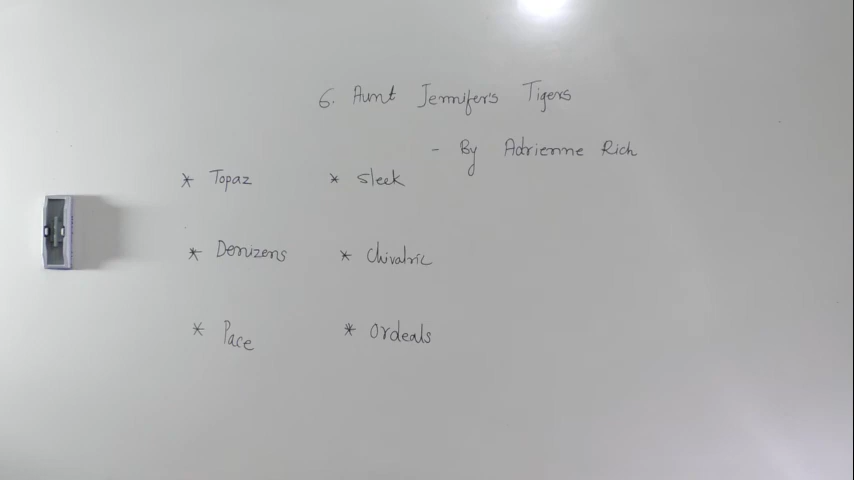 6. Aunt Jennifer's Tigers
- By Adrienne Rich
* Topaz * Sleek
* Denizens * Chivalric
* Pace * Ordeals